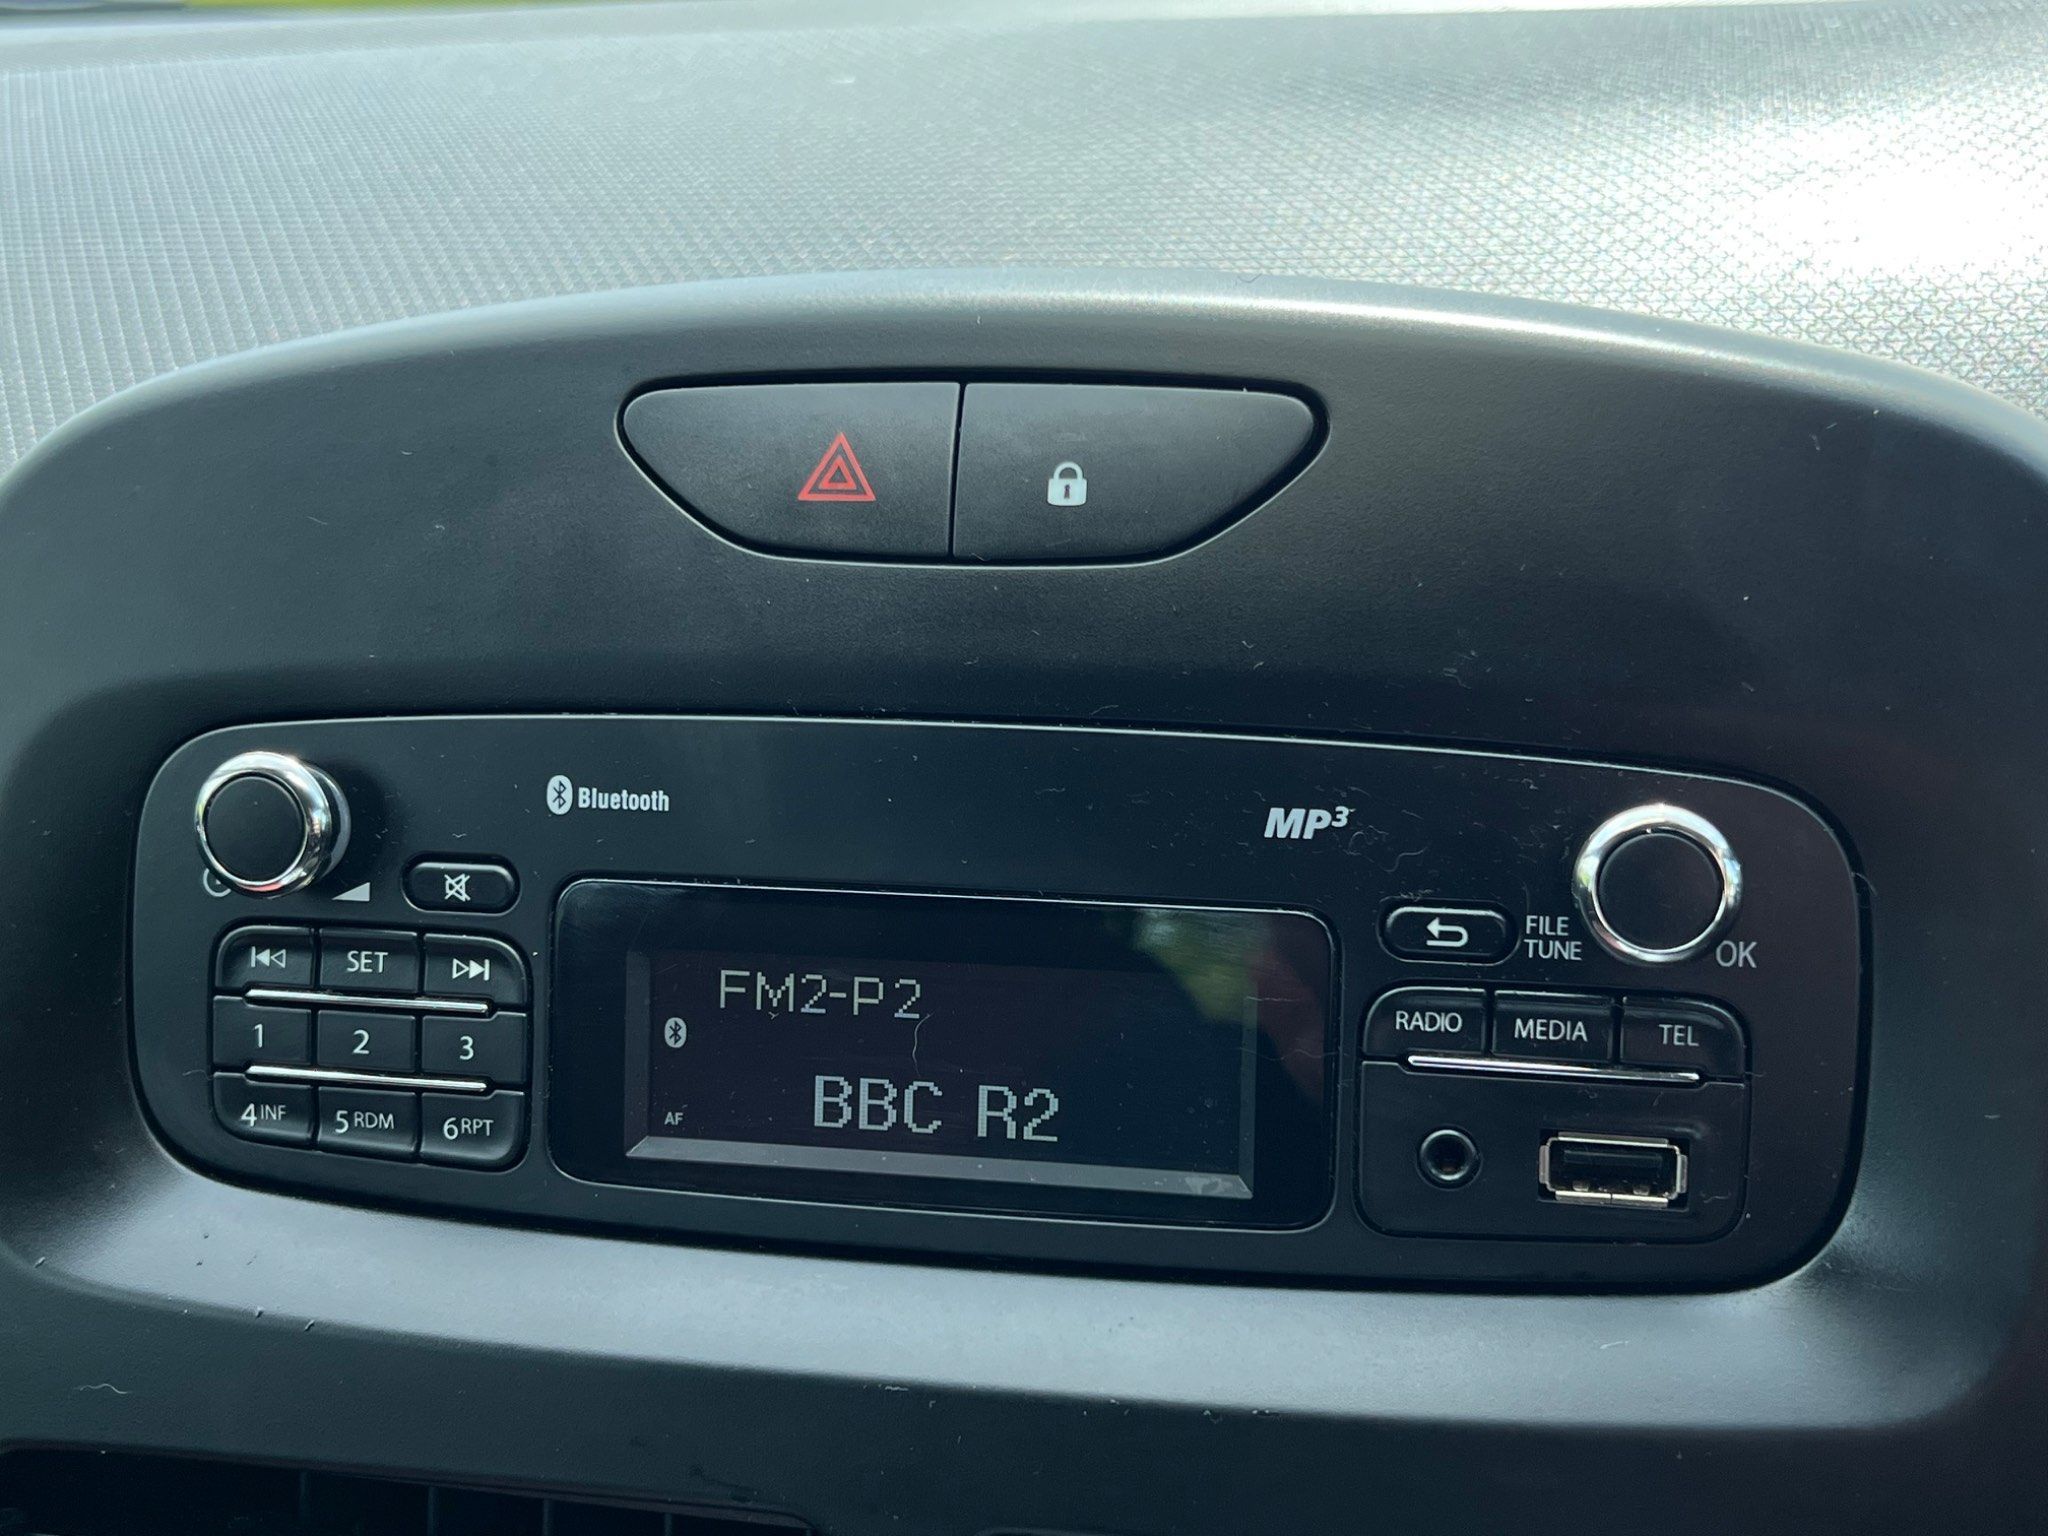 Bluetooth
MP3
FILE
TUNE
OK
SET
1 2 3
4 INF 5 RDM 6 RPT
FM2-P2
AF
BBC R2
RADIO MEDIA TEL